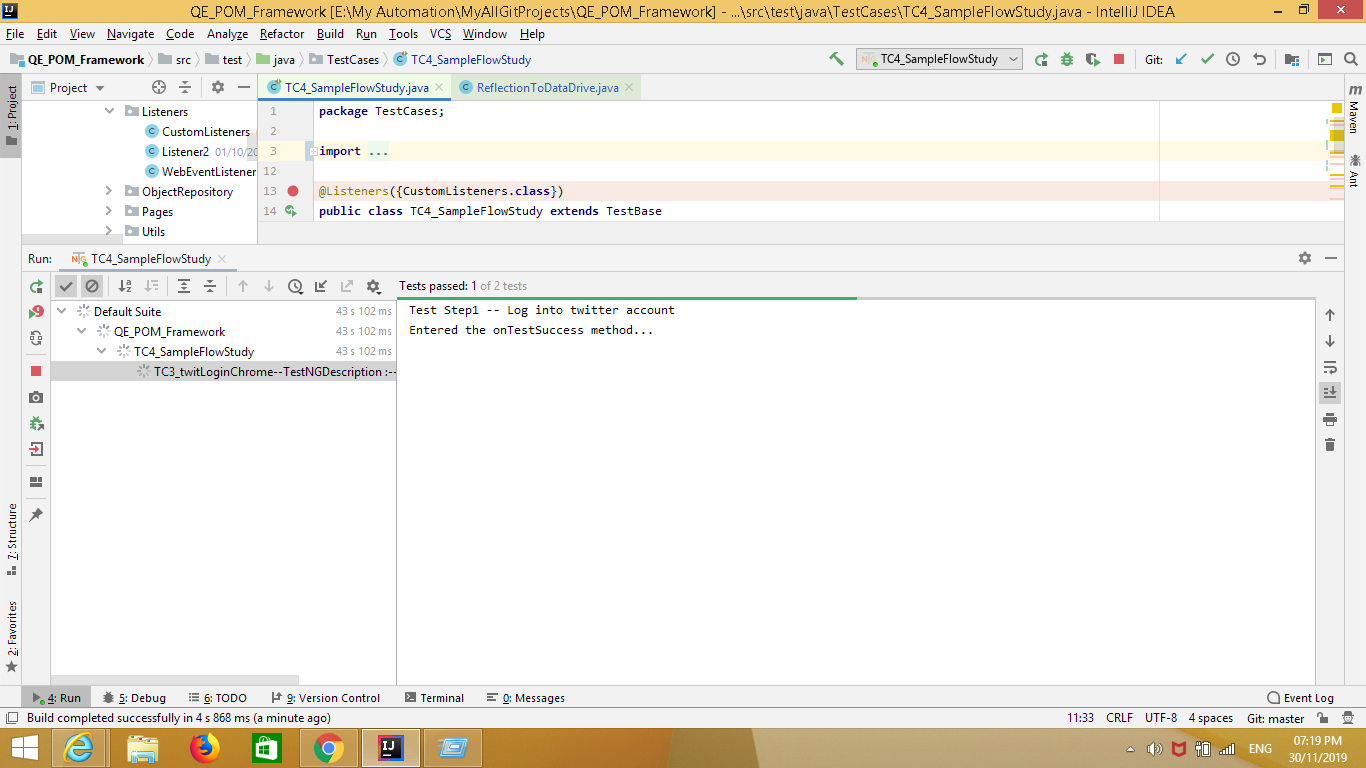 QE_POM_Framework [E:\My Automation\MyAllGitProjects\QE_POM_Framework] - ...\src\test\java\TestCases\TC4_SampleFlowStudy.java - IntelliJ IDEA
File Edit View Navigate Code Analyze Refactor Build Run Tools VCS Window Help
QE_POM_Framework src test java TestCases TC4_SampleFlowStudy TC4_SampleFlowStudy Git:
1: Project
Project
TC4_SampleFlowStudy.java ReflectionToDataDrive.java
Maven
Ant
Listeners
CustomListeners
Listener2 01/10/20
WebEventListener
ObjectRepository
Pages
Utils
1 package TestCases;
2
3 import ...
12
13 @Listeners({CustomListeners.class})
14 public class TC4_SampleFlowStudy extends TestBase
Run: TC4_SampleFlowStudy
Tests passed: 1 of 2 tests
Default Suite 43 s 102 ms
QE_POM_Framework 43 s 102 ms
TC4_SampleFlowStudy 43 s 102 ms
TC3_twitLoginChrome--TestNGDescription :--
Test Step1 -- Log into twitter account
Entered the onTestSuccess method...
7: Structure
2: Favorites
4: Run 5: Debug 6: TODO 9: Version Control Terminal 0: Messages Event Log
Build completed successfully in 4 s 868 ms (a minute ago) 11:33 CRLF UTF-8 4 spaces Git: master
ENG
07:19 PM
30/11/2019